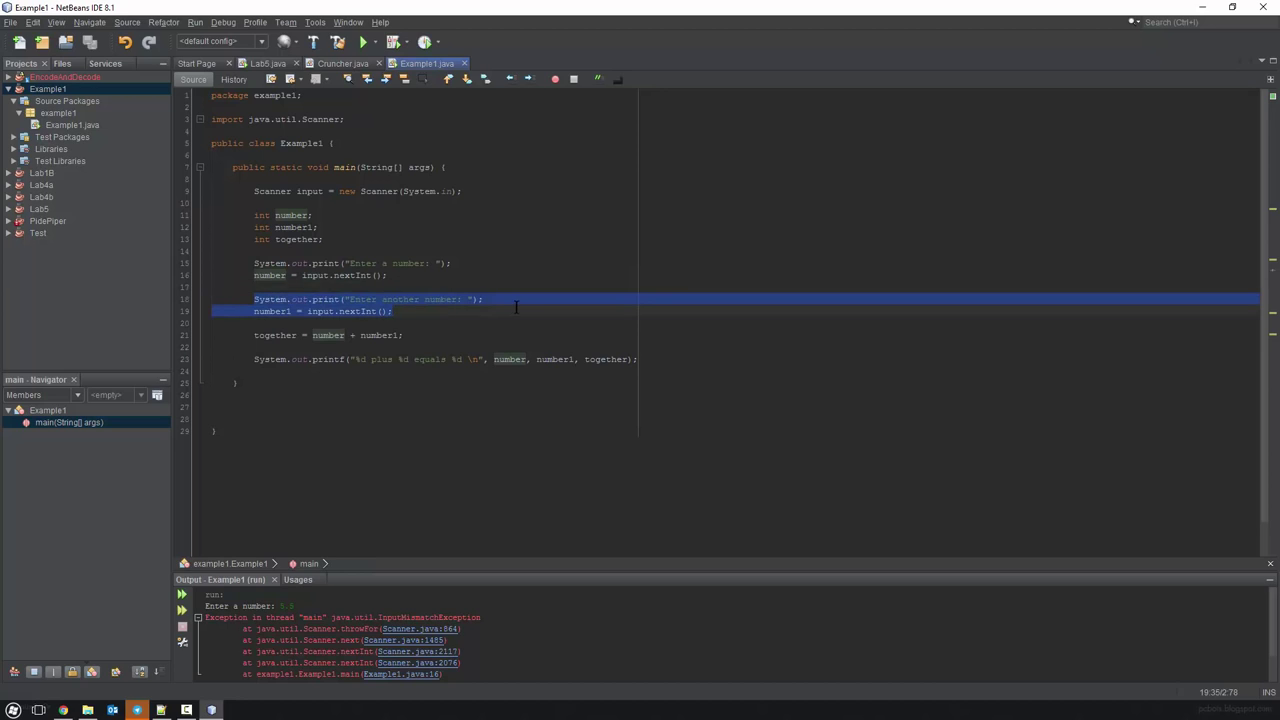 Example1 - NetBeans IDE 8.1
File Edit View Navigate Source Refactor Run Debug Profile Team Tools Window Help
Search (Ctrl+I)
<default config>
Projects Files Services
Start Page Lab5.java Cruncher.java Example1.java
Source History
EncodeAndDecode
Example1
Source Packages
example1
Example1.java
Test Packages
Libraries
Test Libraries
Lab1B
Lab4a
Lab4b
Lab5
PidePiper
Test
1 package example1;
2
3 import java.util.Scanner;
4
5 public class Example1 {
6
7 public static void main(String[] args) {
8
9 Scanner input = new Scanner(System.in);
10
11 int number;
12 int number1;
13 int together;
14
15 System.out.print("Enter a number: ");
16 number = input.nextInt();
17
18 System.out.print("Enter another number: ");
19 number1 = input.nextInt();
20
21 together = number + number1;
22
23 System.out.printf("%d plus %d equals %d \n", number, number1, together);
24
25 }
26
27
28
29 }
main - Navigator
Members <empty>
Example1
main(String[] args)
example1.Example1 main
Output - Example1 (run) Usages
run:
Enter a number: 5.5
Exception in thread "main" java.util.InputMismatchException
at java.util.Scanner.throwFor(Scanner.java:864)
at java.util.Scanner.next(Scanner.java:1485)
at java.util.Scanner.nextInt(Scanner.java:2117)
at java.util.Scanner.nextInt(Scanner.java:2076)
at example1.Example1.main(Example1.java:16)
19:35/2:78 INS